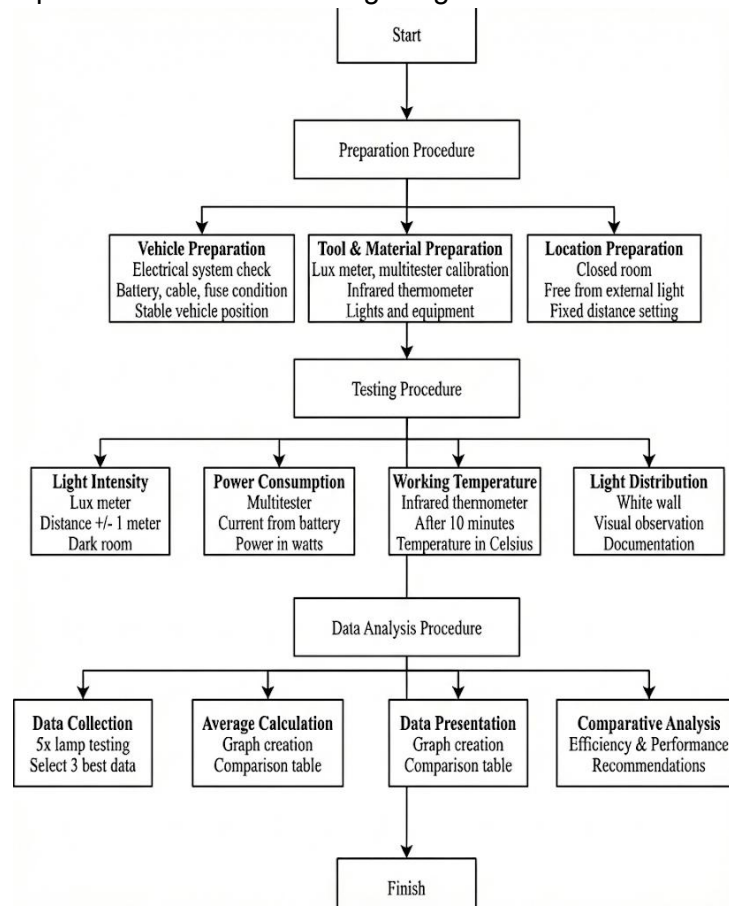 Start
Preparation Procedure
Vehicle Preparation
Electrical system check
Battery, cable, fuse condition
Stable vehicle position
Tool & Material Preparation
Lux meter, multitester calibration
Infrared thermometer
Lights and equipment
Location Preparation
Closed room
Free from external light
Fixed distance setting
Testing Procedure
Light Intensity
Lux meter
Distance +/- 1 meter
Dark room
Power Consumption
Multitester
Current from battery
Power in watts
Working Temperature
Infrared thermometer
After 10 minutes
Temperature in Celsius
Light Distribution
White wall
Visual observation
Documentation
Data Analysis Procedure
Data Collection
5x lamp testing
Select 3 best data
Average Calculation
Graph creation
Comparison table
Data Presentation
Graph creation
Comparison table
Comparative Analysis
Efficiency & Performance
Recommendations
Finish